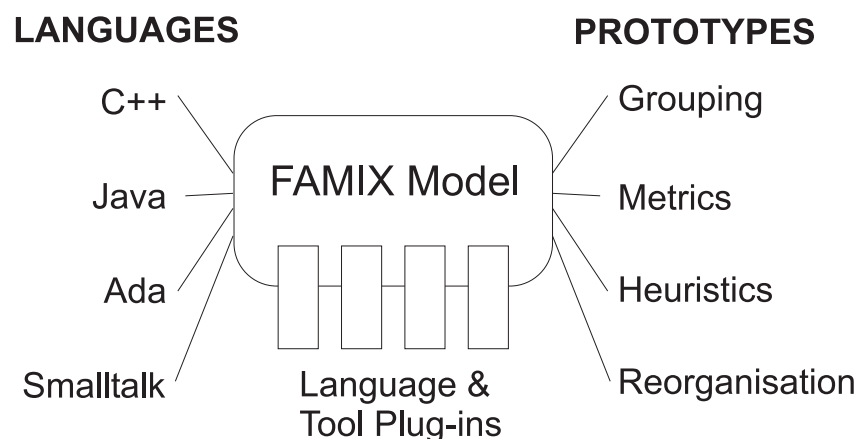 LANGUAGES
PROTOTYPES
C++
Grouping
FAMIX Model
Java
Metrics
Ada
Heuristics
Smalltalk
Language &
Tool Plug-ins
Reorganisation